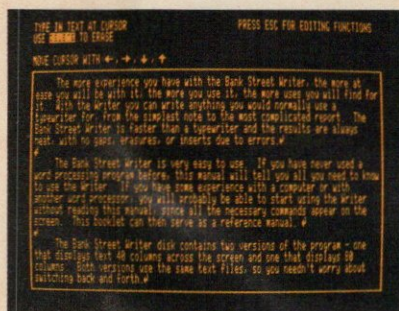 TYPE IN TEXT AT CURSOR PRESS ESC FOR EDITING FUNCTIONS
USE TO ERASE
MOVE CURSOR WITH ←,→,↓,↑
The more experience you have with the Bank Street Writer, the more at
ease you will be with it; the more you use it, the more uses you will find for
it. With the Writer you can write anything you would normally use a
typewriter for, from the simplest note to the most complicated report. The
Bank Street Writer is faster than a typewriter and the results are always
neat, with no gaps, erasures or inserts due to errors.
The Bank Street Writer is very easy to use. If you have never used a
word processing program before, this manual will tell you all you need to know
to use the Writer. If you have some experience with a computer or with
another word processor, you will probably be able to start using the Writer
without reading this manual, since all the necessary commands appear on the
screen. This booklet can then serve as a reference manual.
The Bank Street Writer disk contains two versions of the program - one
that displays text 40 columns across the screen and one that displays 80
columns. Both versions use the same text files, so you needn't worry about
switching back and forth.